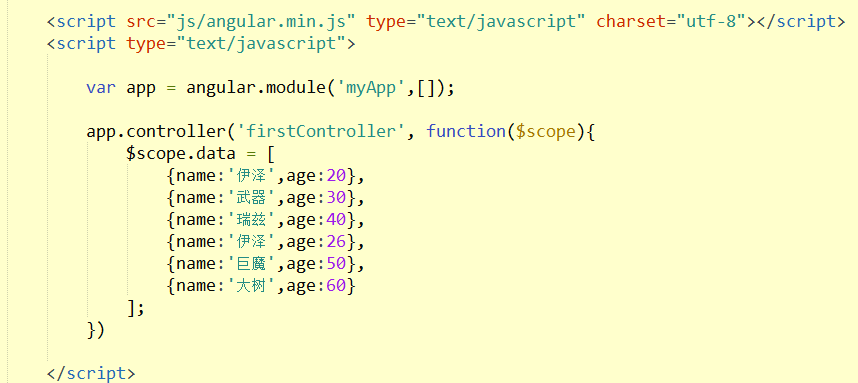 <script src="js/angular.min.js" type="text/javascript" charset="utf-8"></script>
<script type="text/javascript">
var app = angular.module('myApp',[]);
app.controller('firstController', function($scope){
$scope.data = [
{name:'伊泽',age:20},
{name:'武器',age:30},
{name:'瑞兹',age:40},
{name:'伊泽',age:26},
{name:'巨魔',age:50},
{name:'大树',age:60}
];
})
</script>